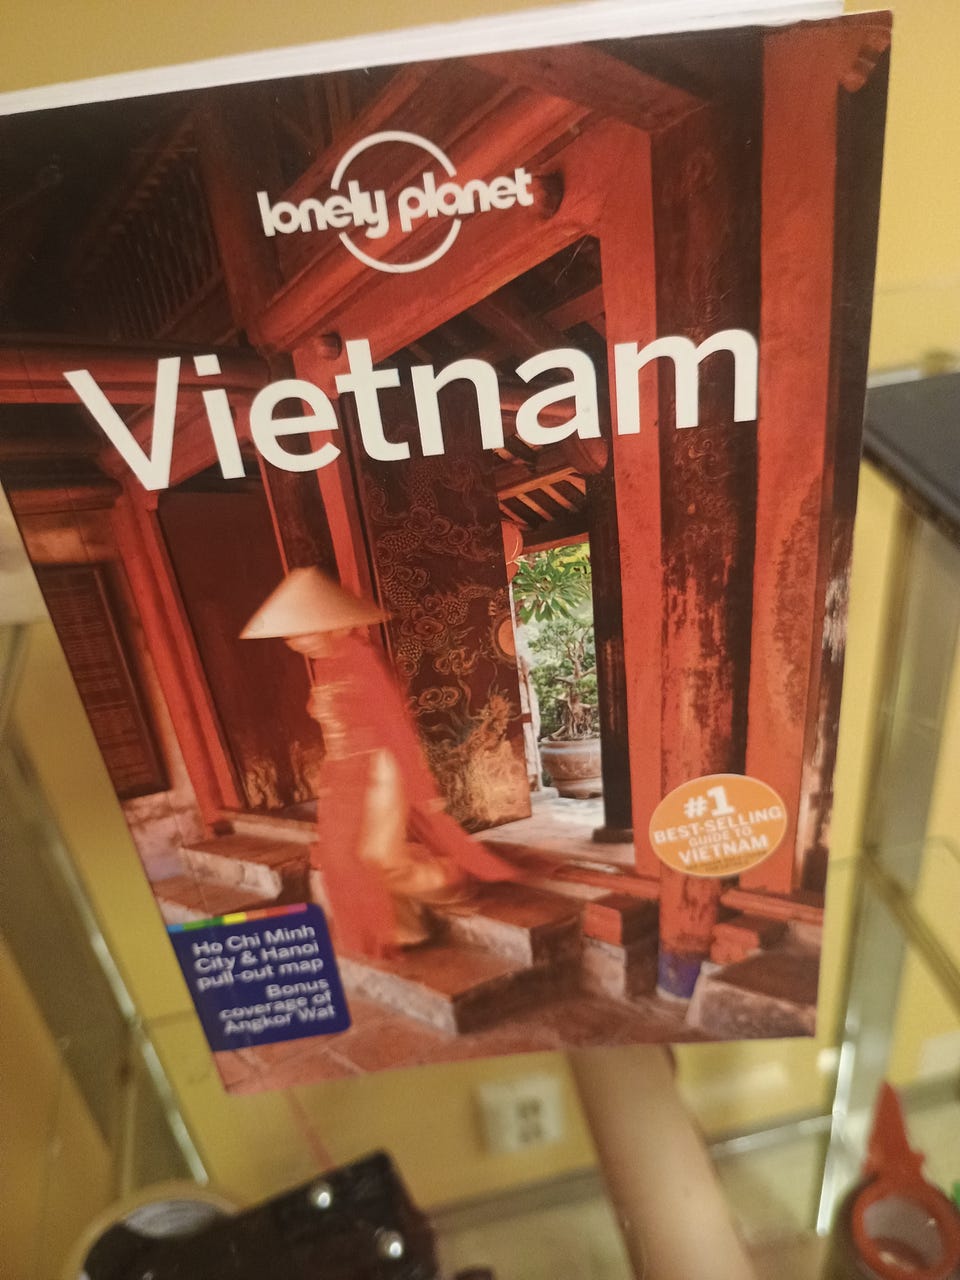 lonely planet
Vietnam
#1
BEST-SELLING
GUIDE TO
VIETNAM
Ho Chi Minh
City & Hanoi
pull-out map
Bonus
coverage of
Angkor Wat